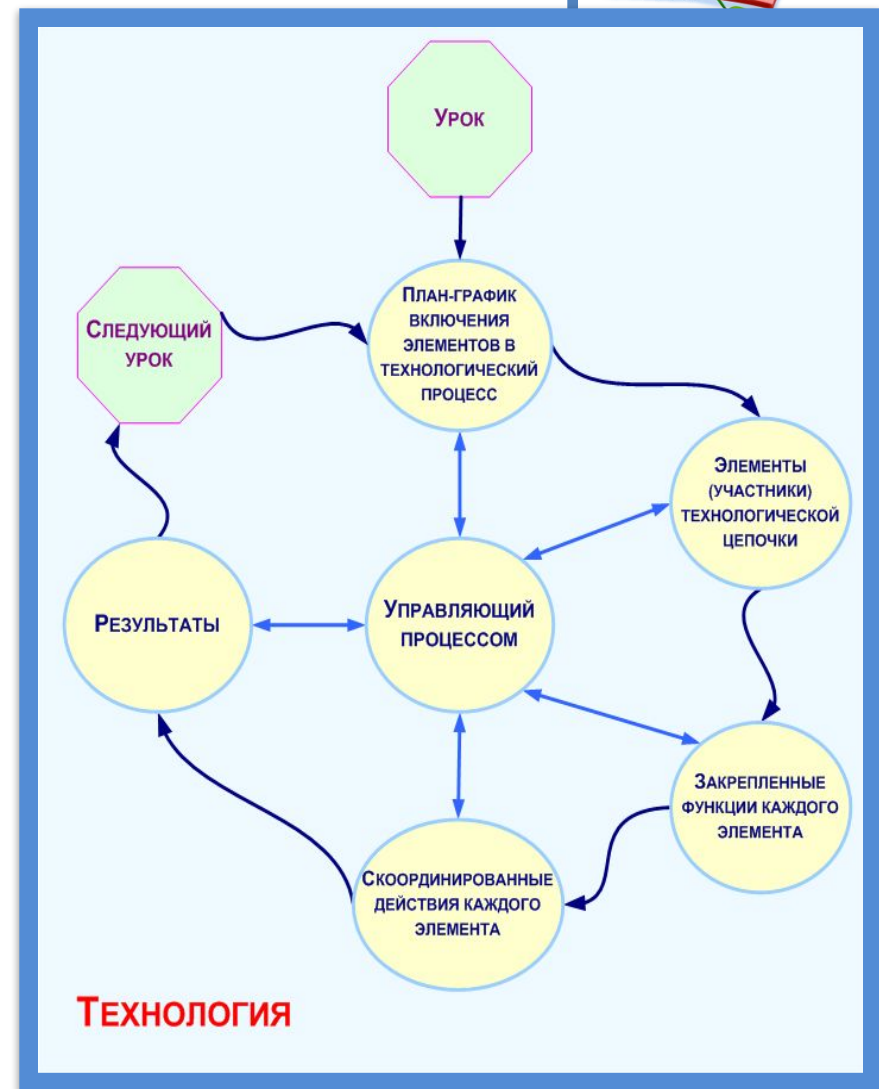 Урок
План-график
включения
элементов в
технологический
процесс
Следующий
урок
Элементы
(участники)
технологической
цепочки
Управляющий
процессом
Результаты
Закрепленные
функции каждого
элемента
Скоординированные
действия каждого
элемента
Технология